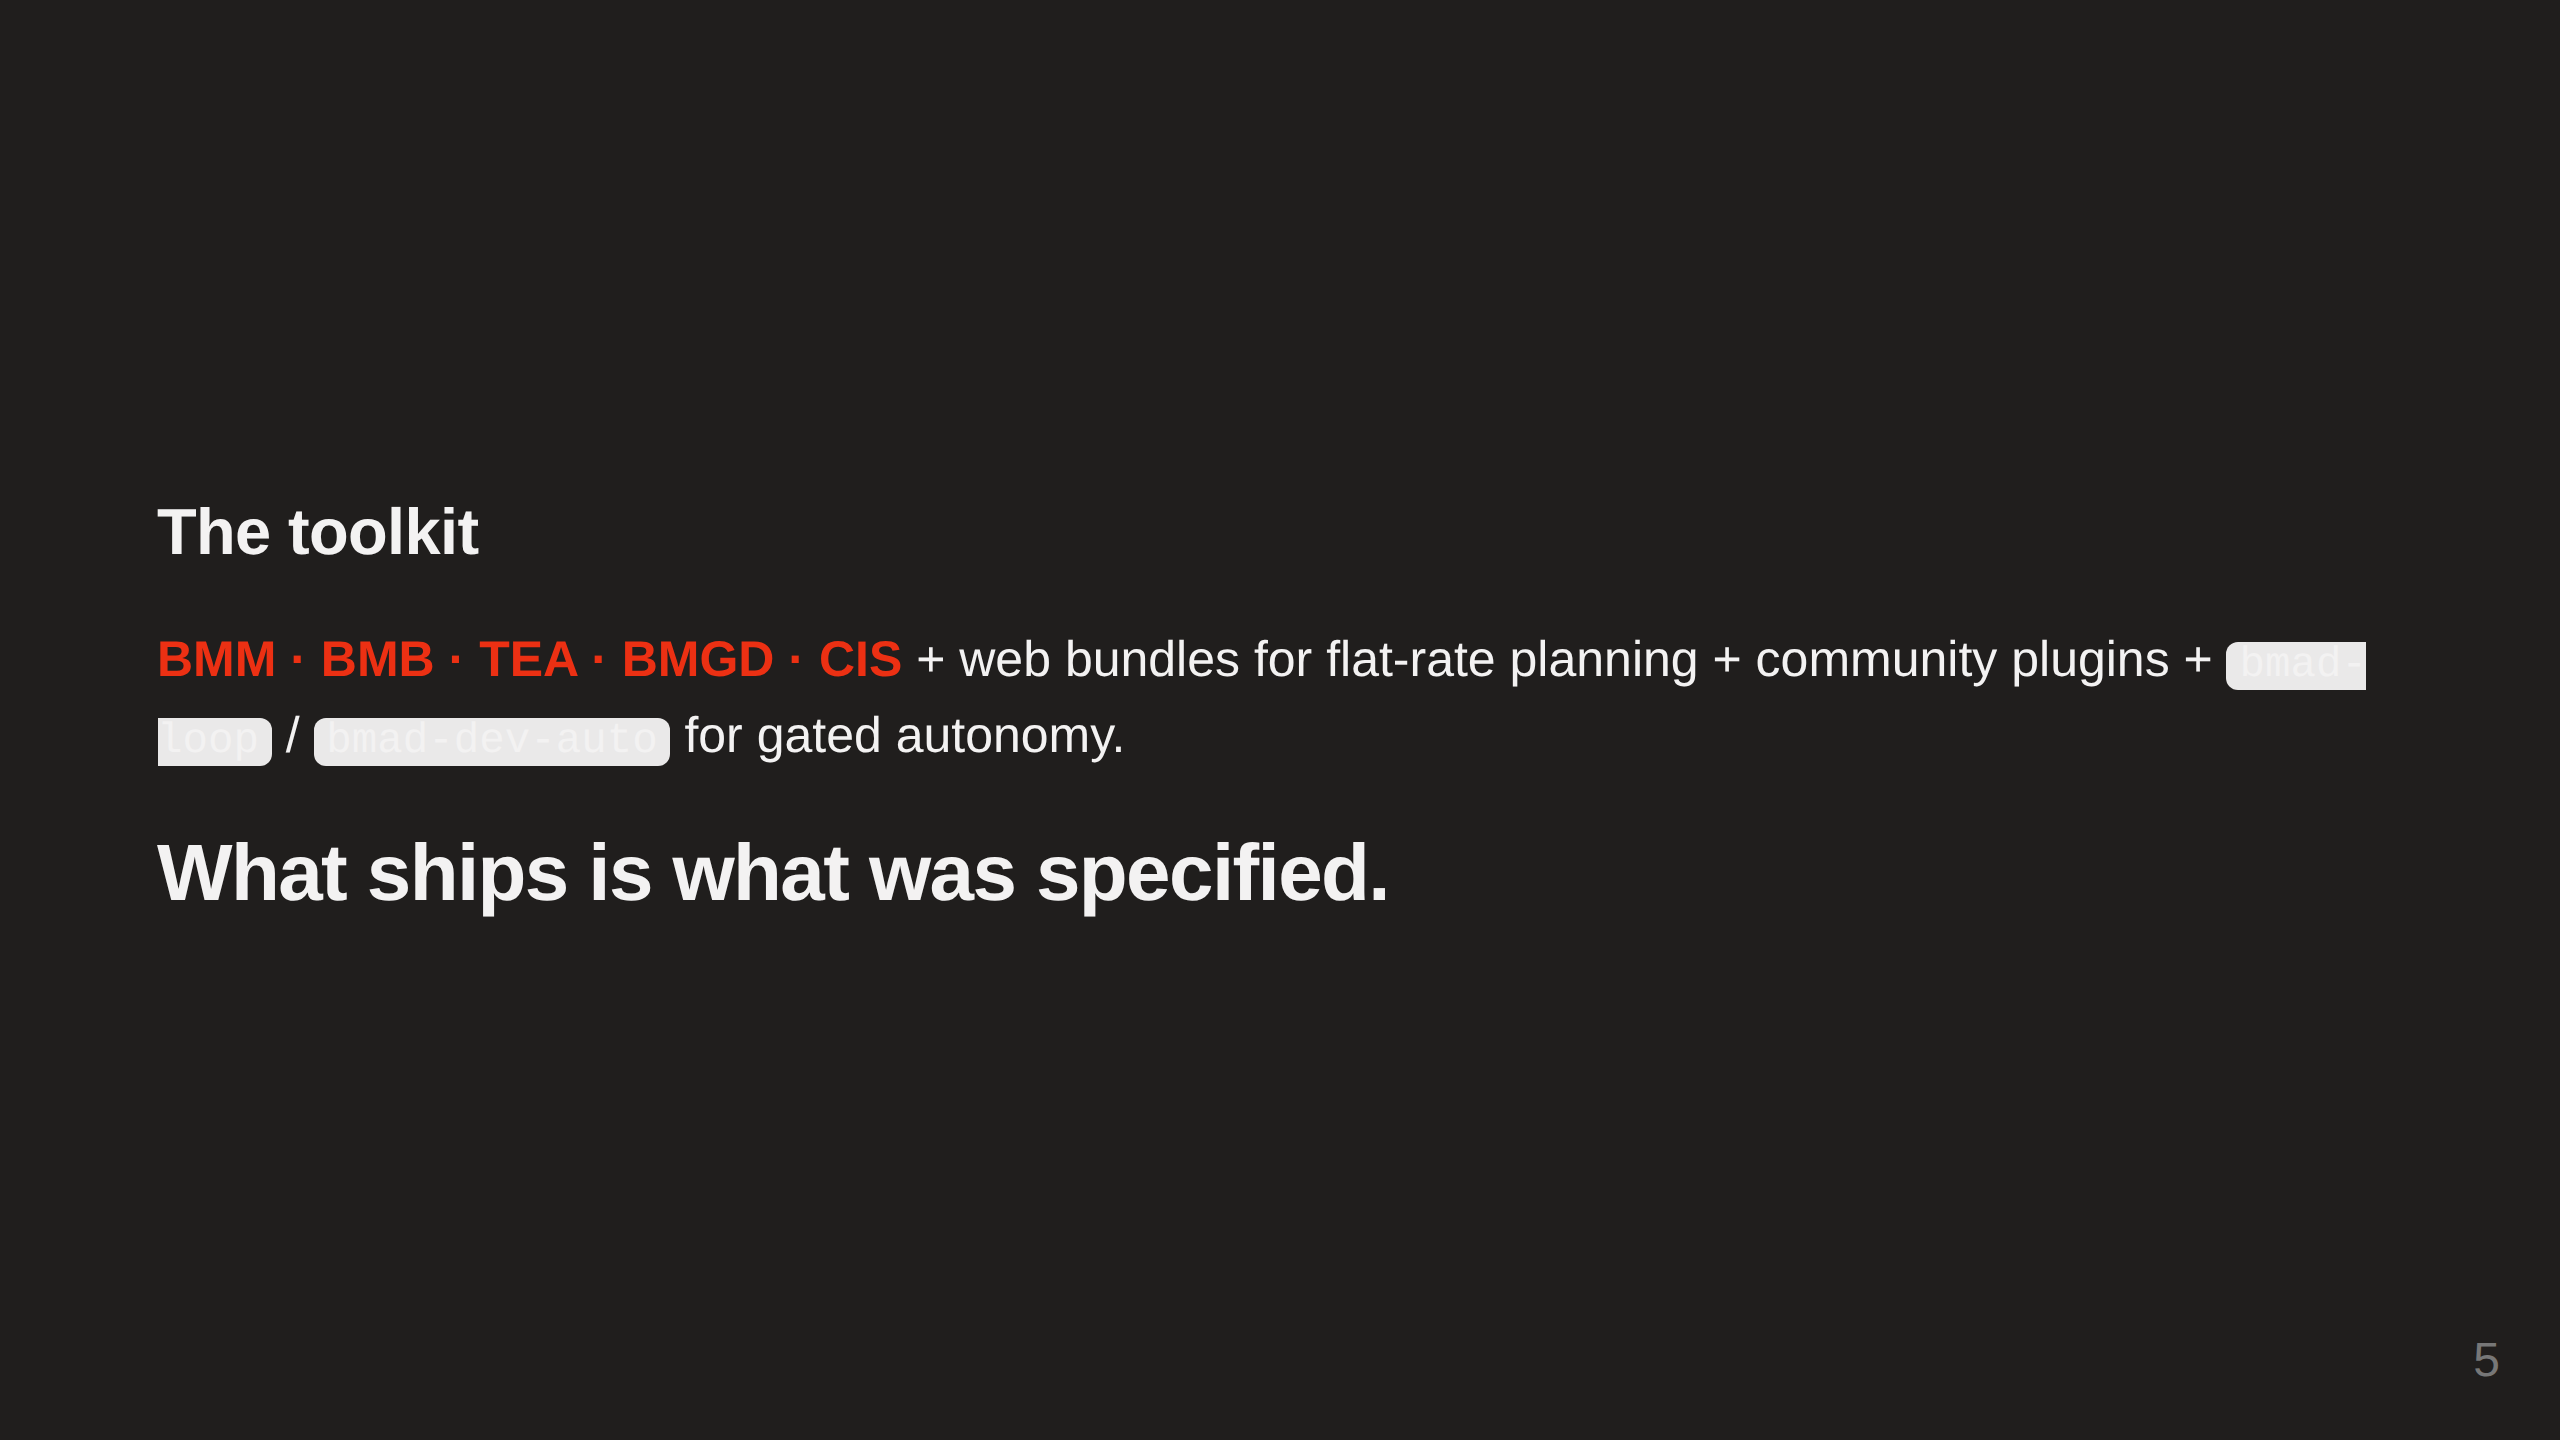 The toolkit
BMM · BMB · TEA · BMGD · CIS + web bundles for flat-rate planning + community plugins + bmad-
loop / bmad-dev-auto for gated autonomy.
What ships is what was specified.
5